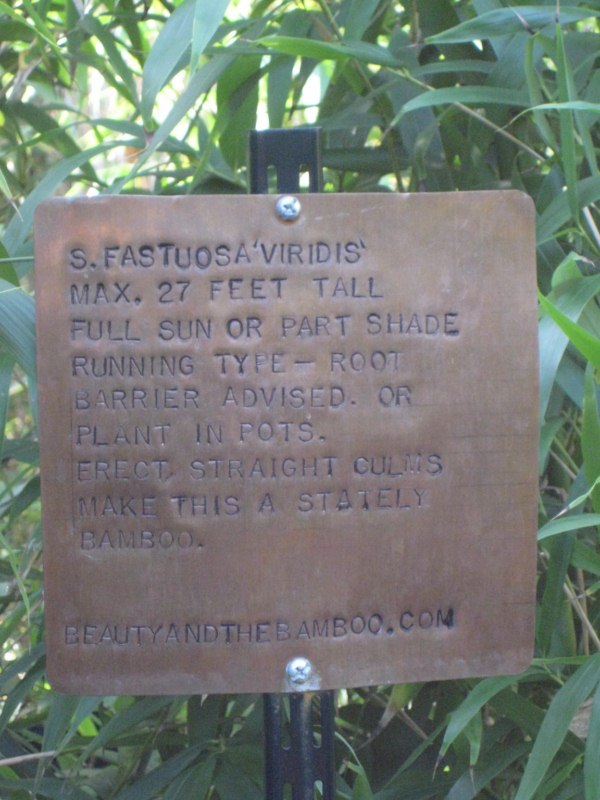 S. FASTUOSA 'VIRIDIS'
MAX. 27 FEET TALL
FULL SUN OR PART SHADE
RUNNING TYPE — ROOT
BARRIER ADVISED. OR
PLANT IN POTS.
ERECT, STRAIGHT CULMS
MAKE THIS A STATELY
BAMBOO.
BEAUTYANDTHEBAMBOO.COM